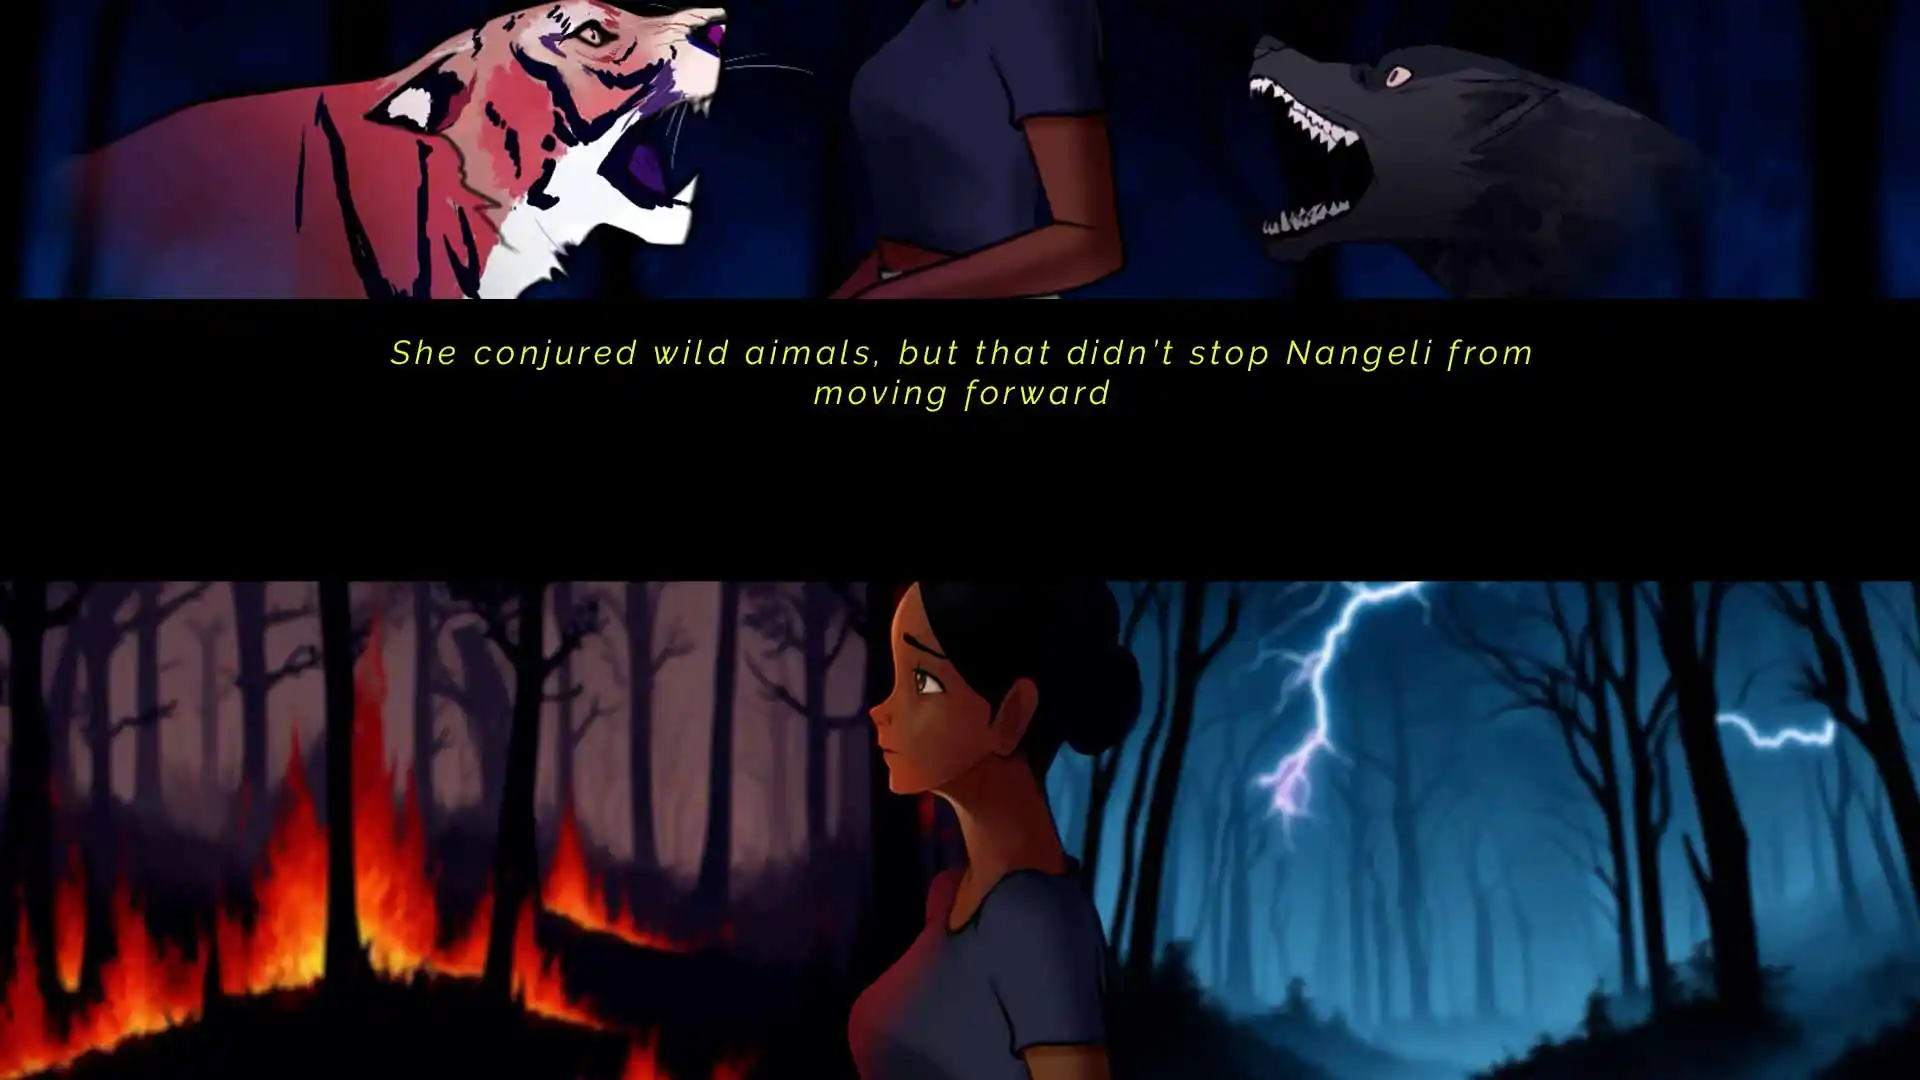 She conjured wild aimals, but that didn't stop Nangeli from
moving forward